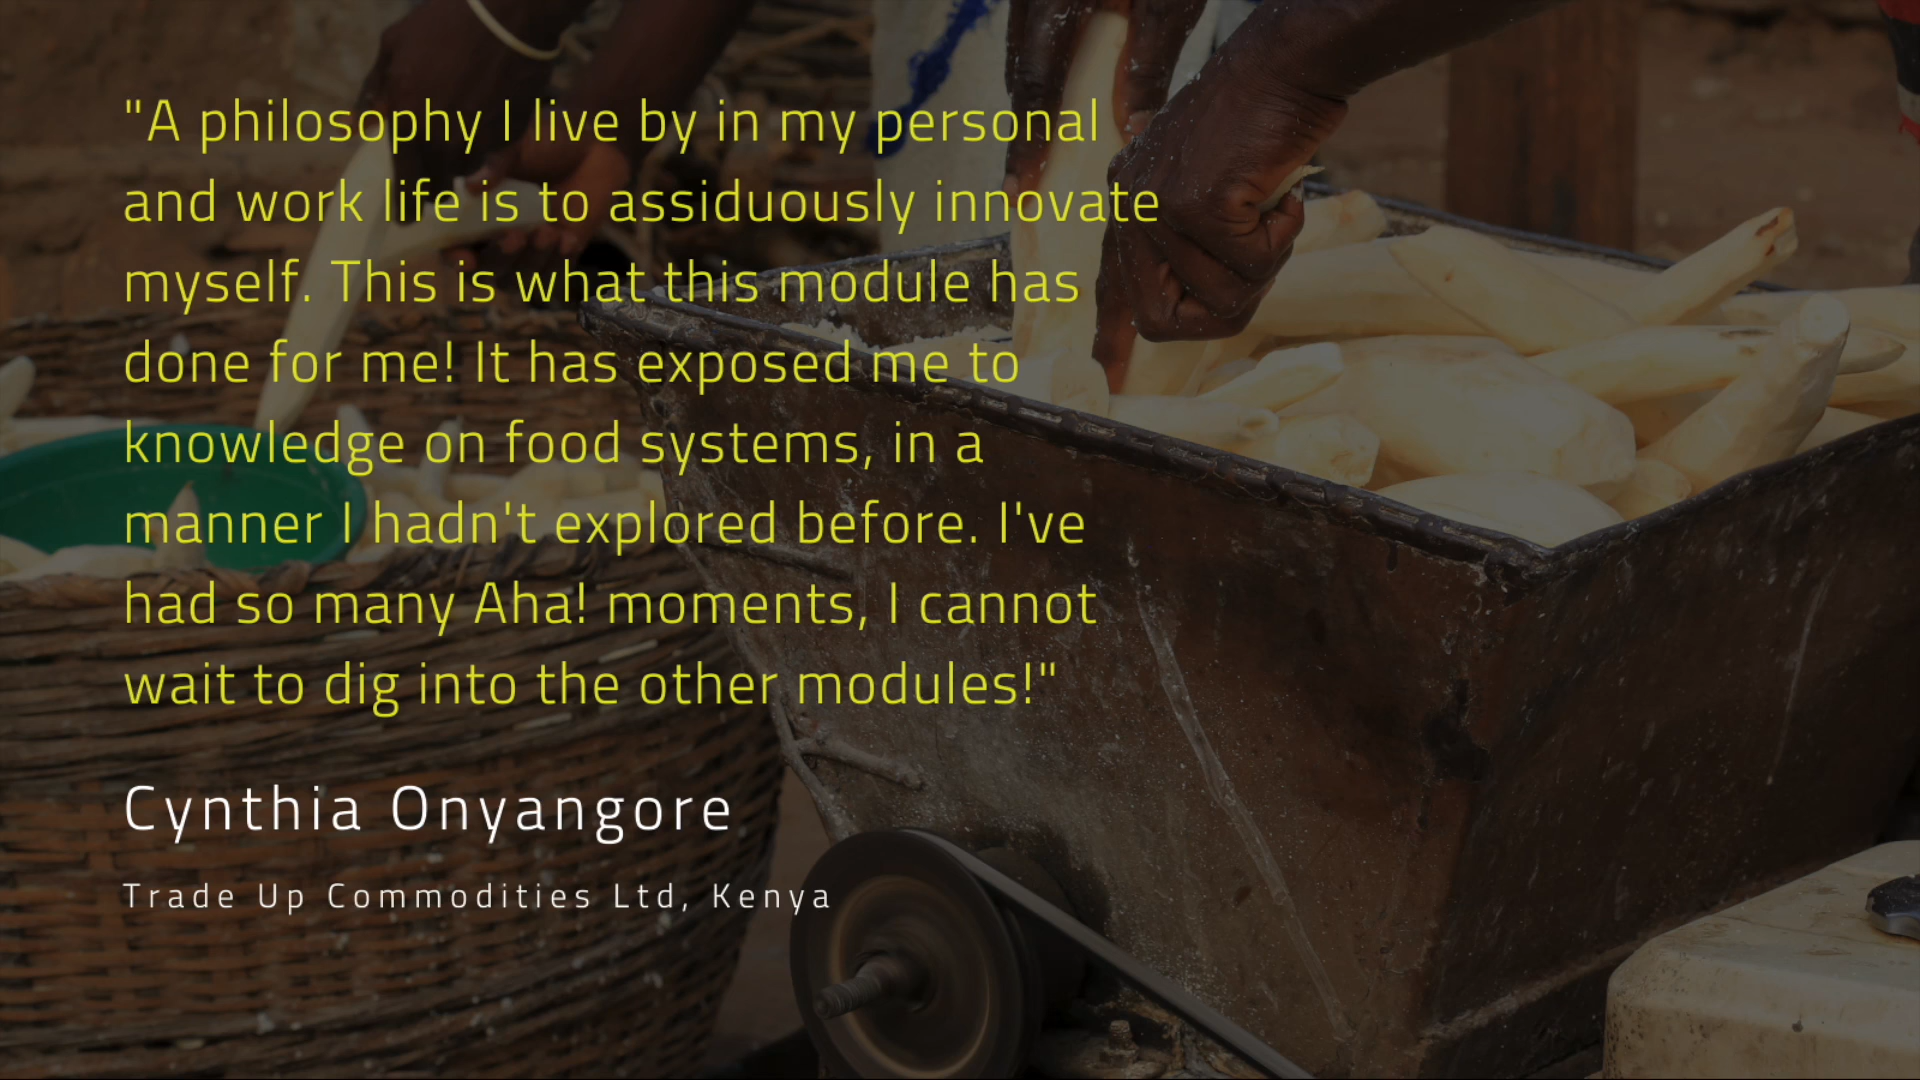 "A philosophy I live by in my personal
and work life is to assiduously innovate
myself. This is what this module has
done for me! It has exposed me to
knowledge on food systems, in a
manner I hadn't explored before. I've
had so many Aha! moments, I cannot
wait to dig into the other modules!"
Cynthia Onyangore
Trade Up Commodities Ltd, Kenya